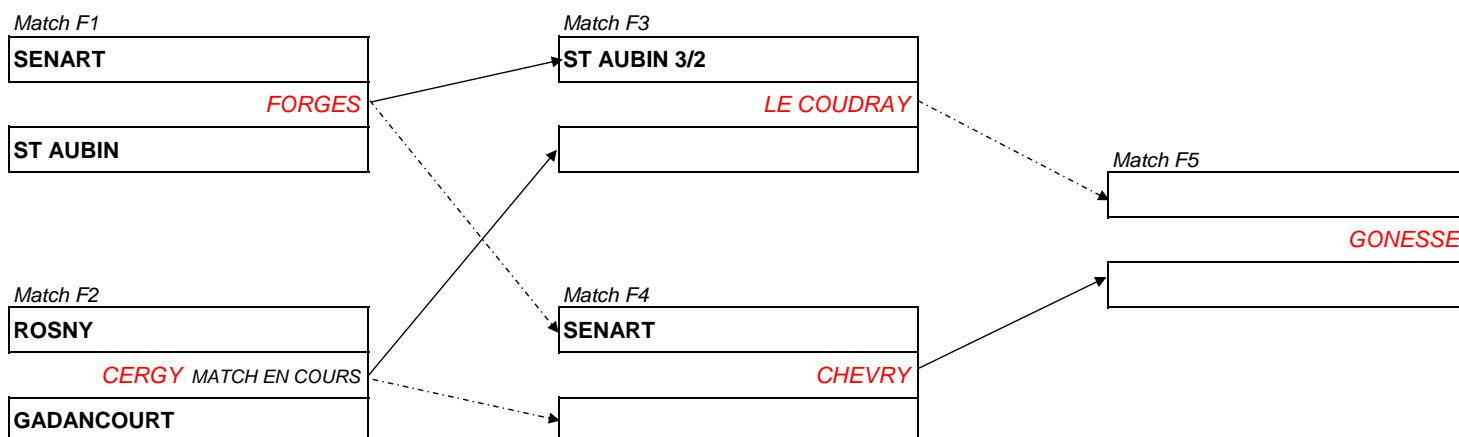 Match F1
SENART
FORGES
ST AUBIN
Match F2
ROSNY
CERGY MATCH EN COURS
GADANCOURT
Match F3
ST AUBIN 3/2
LE COUDRAY
Match F4
SENART
CHEVRY
Match F5
GONESSE